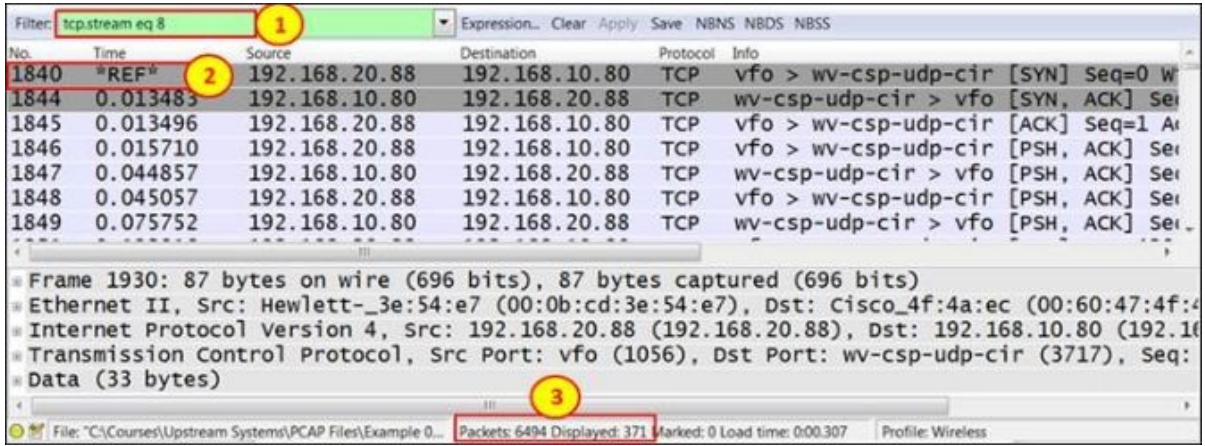 Filter: tcp.stream eq 8 1 Expression... Clear Apply Save NBNS NBDS NBSS
No. Time Source Destination Protocol Info
1840 *REF* 2 192.168.20.88 192.168.10.80 TCP vfo > wv-csp-udp-cir [SYN] Seq=0 W
1844 0.013483 192.168.10.80 192.168.20.88 TCP wv-csp-udp-cir > vfo [SYN, ACK] Se
1845 0.013496 192.168.20.88 192.168.10.80 TCP vfo > wv-csp-udp-cir [ACK] Seq=1 A
1846 0.015710 192.168.20.88 192.168.10.80 TCP vfo > wv-csp-udp-cir [PSH, ACK] Se
1847 0.044857 192.168.10.80 192.168.20.88 TCP wv-csp-udp-cir > vfo [PSH, ACK] Se
1848 0.045057 192.168.20.88 192.168.10.80 TCP vfo > wv-csp-udp-cir [PSH, ACK] Se
1849 0.075752 192.168.10.80 192.168.20.88 TCP wv-csp-udp-cir > vfo [PSH, ACK] Se
Frame 1930: 87 bytes on wire (696 bits), 87 bytes captured (696 bits)
Ethernet II, Src: Hewlett-_3e:54:e7 (00:0b:cd:3e:54:e7), Dst: Cisco_4f:4a:ec (00:60:47:4f:4
Internet Protocol Version 4, Src: 192.168.20.88 (192.168.20.88), Dst: 192.168.10.80 (192.16
Transmission Control Protocol, Src Port: vfo (1056), Dst Port: wv-csp-udp-cir (3717), Seq:
Data (33 bytes)
3
File: "C:\Courses\Upstream Systems\PCAP Files\Example 0... Packets: 6494 Displayed: 371 Marked: 0 Load time: 0:00.307 Profile: Wireless